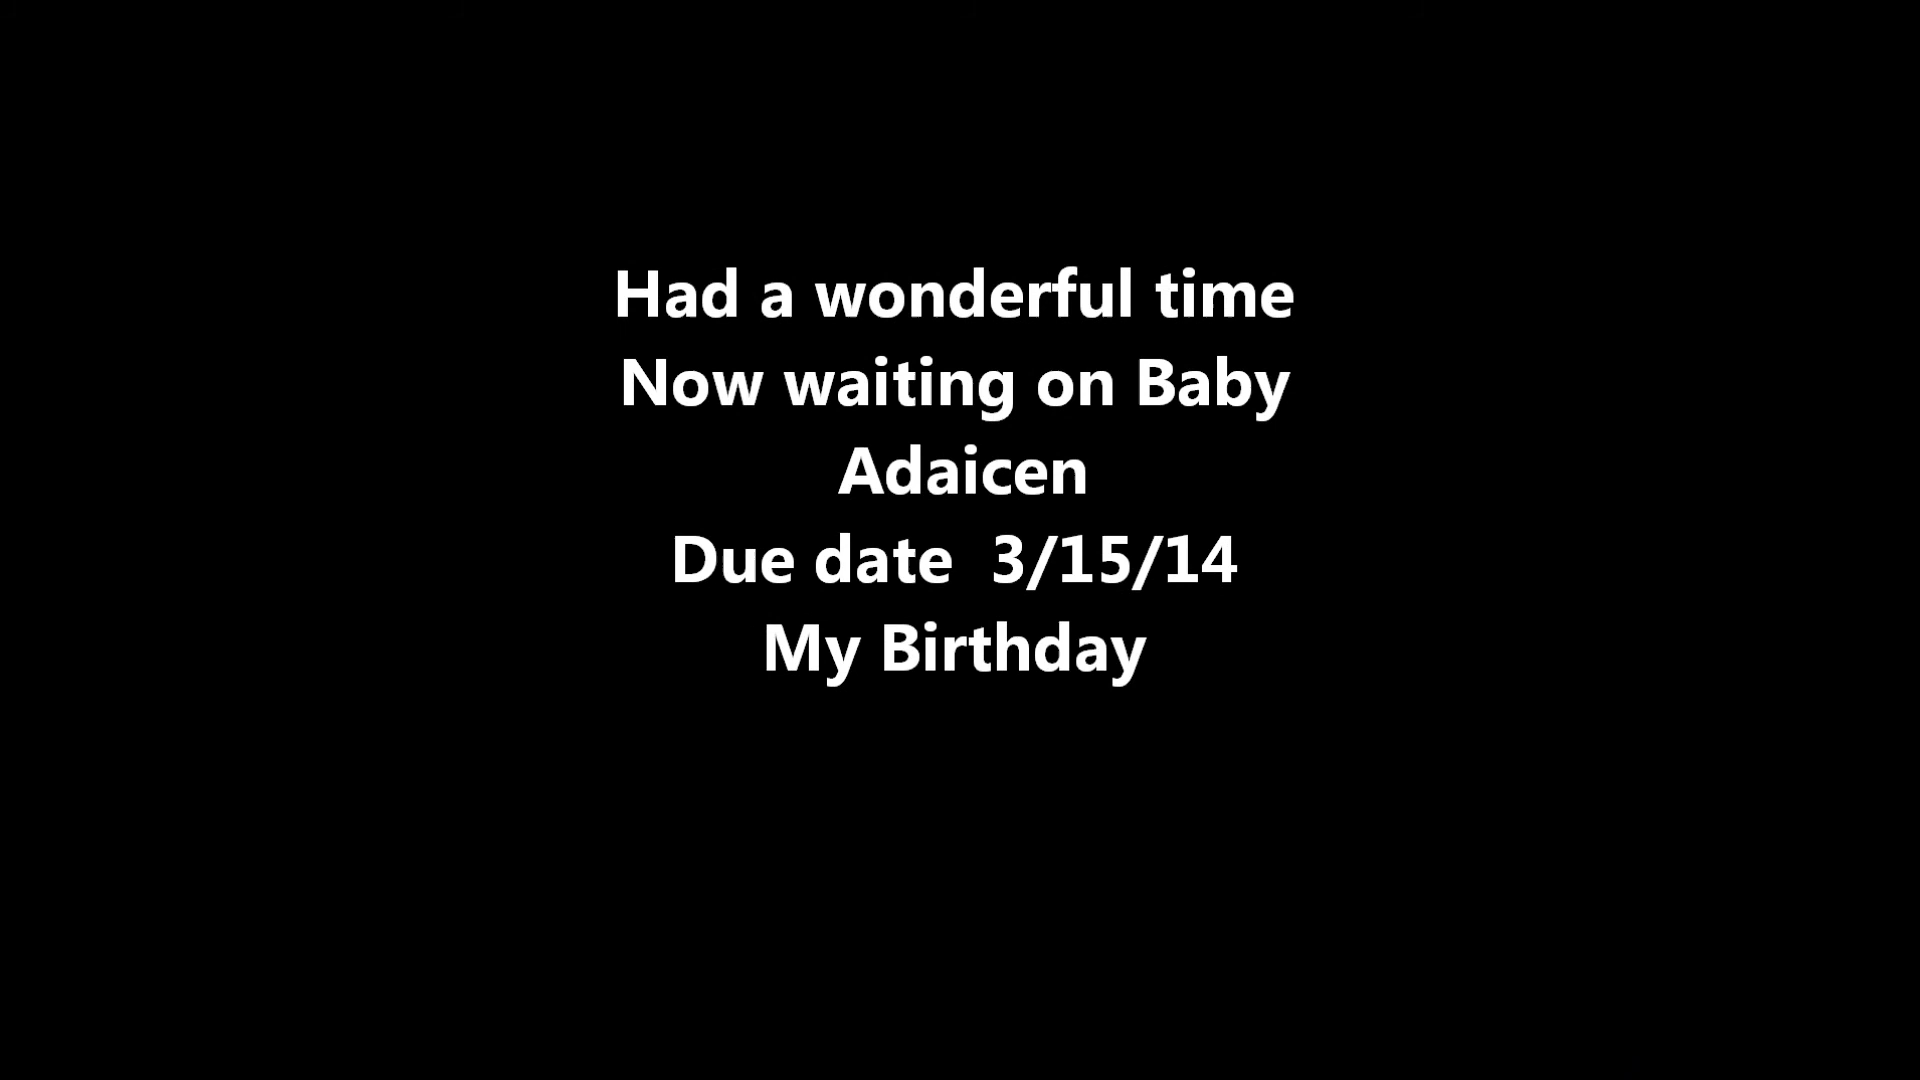 Had a wonderful time
Now waiting on Baby
Adaicen
Due date  3/15/14
My Birthday